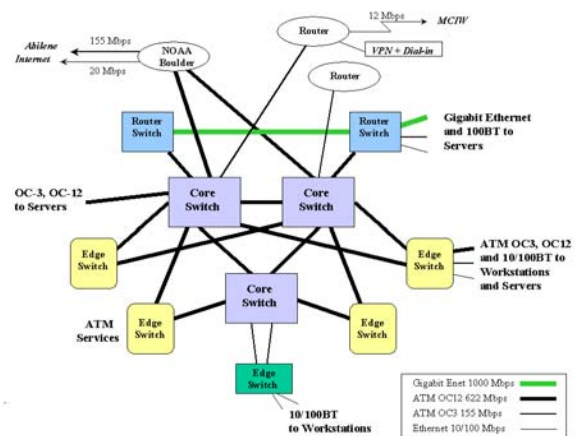 12 Mbps
MCIW
Abilene
155 Mbps
Internet
20 Mbps
NOAA
Boulder
Router
VPN + Dial-in
Router
Router
Switch
Router
Switch
Gigabit Ethernet
and 100BT to
Servers
OC-3, OC-12
to Servers
Core
Switch
Core
Switch
Edge
Switch
Edge
Switch
ATM OC3, OC12
and 10/100BT to
Workstations
and Servers
Core
Switch
ATM
Services
Edge
Switch
Edge
Switch
Edge
Switch
10/100BT
to Workstations
Gigabit Enet 1000 Mbps
ATM OC12 622 Mbps
ATM OC3 155 Mbps
Ethernet 10/100 Mbps